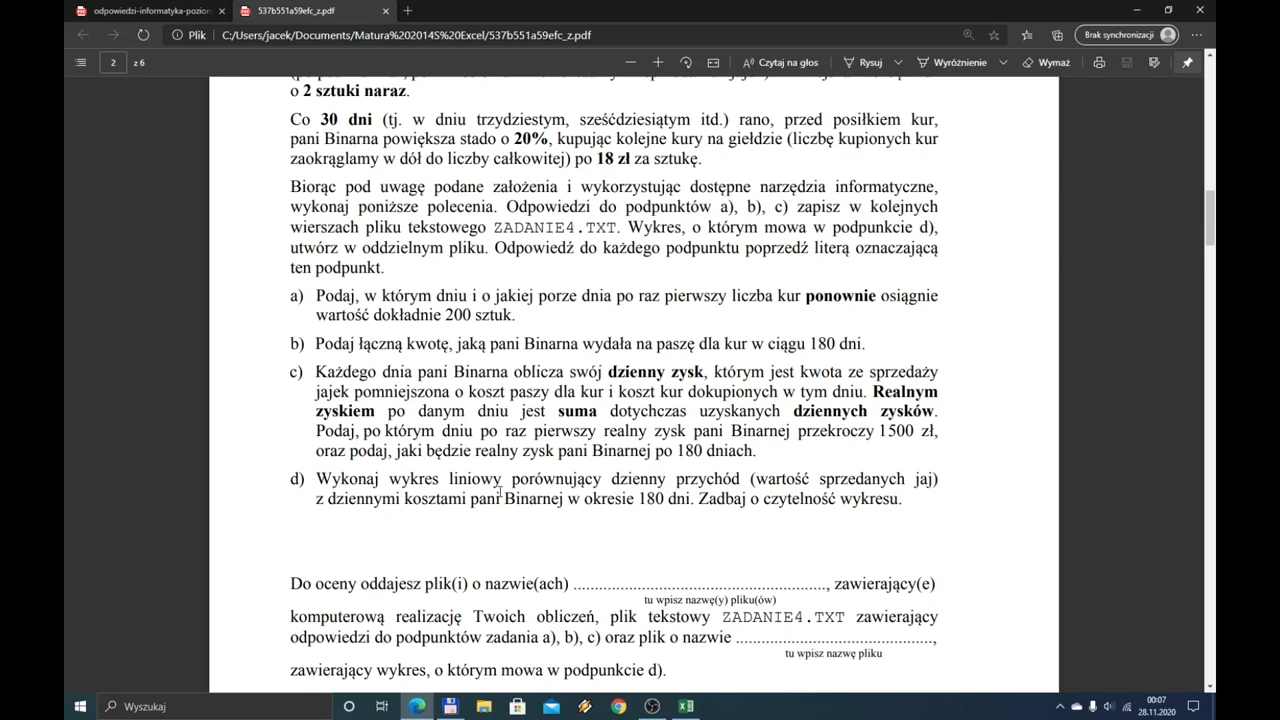 odpowiedzi-informatyka-poziom
537b551a59efc_z.pdf
Plik
C:/Users/jacek/Documents/Matura%202014S%20Excel/537b551a59efc_z.pdf
Brak synchronizacji
2 z 6
Czytaj na głos
Rysuj
Wyróżnienie
Wymaż
o 2 sztuki naraz.
Co 30 dni (tj. w dniu trzydziestym, sześćdziesiątym itd.) rano, przed posiłkiem kur,
pani Binarna powiększa stado o 20%, kupując kolejne kury na giełdzie (liczbę kupionych kur
zaokrąglamy w dół do liczby całkowitej) po 18 zł za sztukę.
Biorąc pod uwagę podane założenia i wykorzystując dostępne narzędzia informatyczne,
wykonaj poniższe polecenia. Odpowiedzi do podpunktów a), b), c) zapisz w kolejnych
wierszach pliku tekstowego ZADANIE4.TXT. Wykres, o którym mowa w podpunkcie d),
utwórz w oddzielnym pliku. Odpowiedź do każdego podpunktu poprzedź literą oznaczającą
ten podpunkt.
a) Podaj, w którym dniu i o jakiej porze dnia po raz pierwszy liczba kur ponownie osiągnie
wartość dokładnie 200 sztuk.
b) Podaj łączną kwotę, jaką pani Binarna wydała na paszę dla kur w ciągu 180 dni.
c) Każdego dnia pani Binarna oblicza swój dzienny zysk, którym jest kwota ze sprzedaży
jajek pomniejszona o koszt paszy dla kur i koszt kur dokupionych w tym dniu. Realnym
zyskiem po danym dniu jest suma dotychczas uzyskanych dziennych zysków.
Podaj, po którym dniu po raz pierwszy realny zysk pani Binarnej przekroczy 1500 zł,
oraz podaj, jaki będzie realny zysk pani Binarnej po 180 dniach.
d) Wykonaj wykres liniowy porównujący dzienny przychód (wartość sprzedanych jaj)
z dziennymi kosztami pani Binarnej w okresie 180 dni. Zadbaj o czytelność wykresu.
Do oceny oddajesz plik(i) o nazwie(ach) ......................................................., zawierający(e)
tu wpisz nazwę(y) pliku(ów)
komputerową realizację Twoich obliczeń, plik tekstowy ZADANIE4.TXT zawierający
odpowiedzi do podpunktów zadania a), b), c) oraz plik o nazwie ..........................................,
tu wpisz nazwę pliku
zawierający wykres, o którym mowa w podpunkcie d).
Wyszukaj
00:07
28.11.2020